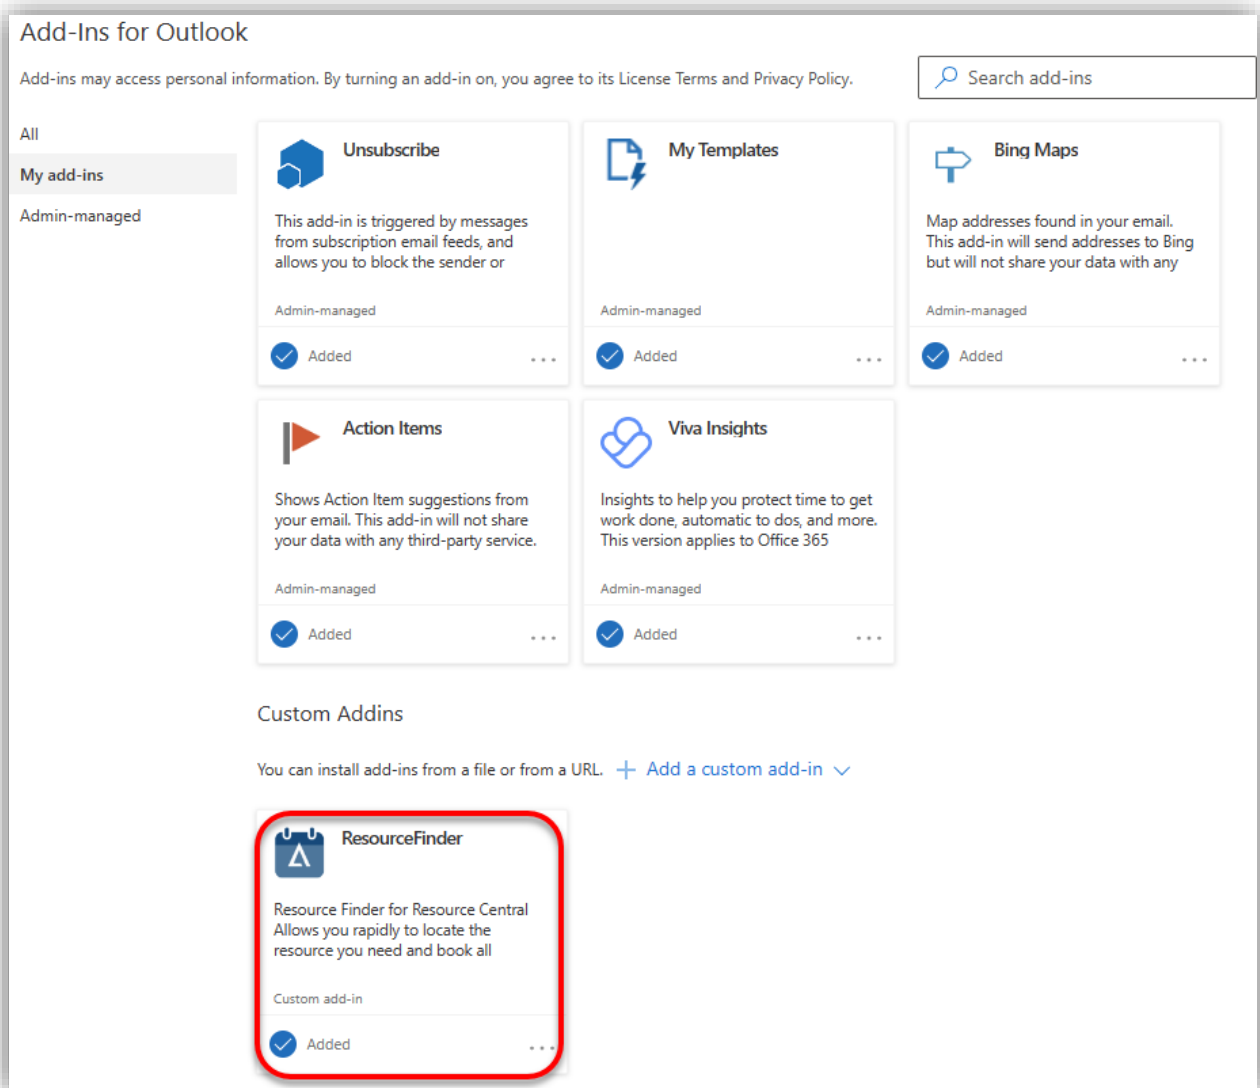 Add-Ins for Outlook
Add-ins may access personal information. By turning an add-in on, you agree to its License Terms and Privacy Policy.
Search add-ins
All
My add-ins
Admin-managed
Unsubscribe
This add-in is triggered by messages
from subscription email feeds, and
allows you to block the sender or
Admin-managed
Added
My Templates
Admin-managed
Added
Bing Maps
Map addresses found in your email.
This add-in will send addresses to Bing
but will not share your data with any
Admin-managed
Added
Action Items
Shows Action Item suggestions from
your email. This add-in will not share
your data with any third-party service.
Admin-managed
Added
Viva Insights
Insights to help you protect time to get
work done, automatic to dos, and more.
This version applies to Office 365
Admin-managed
Added
Custom Addins
You can install add-ins from a file or from a URL. + Add a custom add-in
ResourceFinder
Resource Finder for Resource Central
Allows you rapidly to locate the
resource you need and book all
Custom add-in
Added